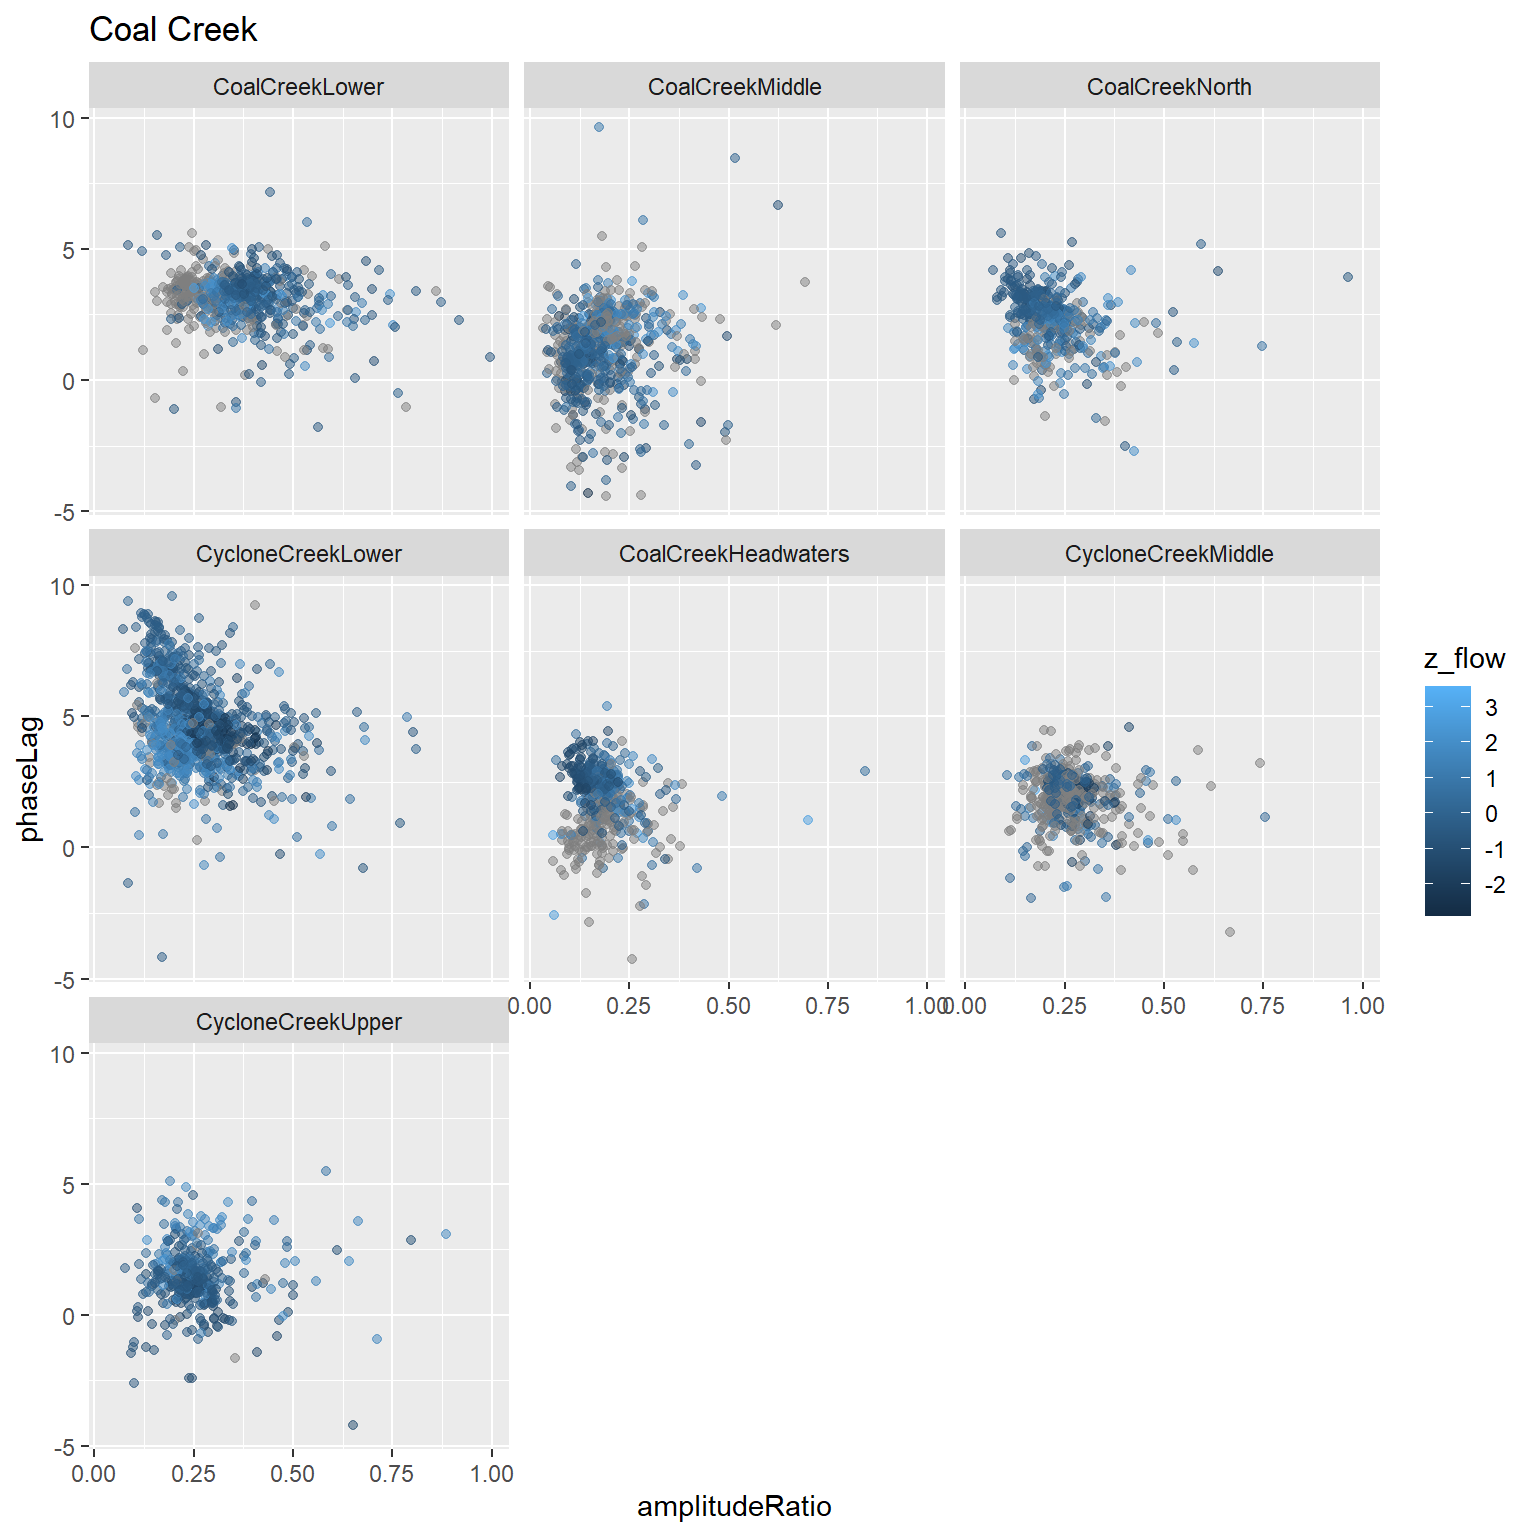 Coal Creek
CoalCreekLower
CoalCreekMiddle
CoalCreekNorth
10
5
0
-5
CycloneCreekLower
CoalCreekHeadwaters
CycloneCreekMiddle
10
5
0
-5
0.00 0.25 0.50 0.75 1.00
0.00 0.25 0.50 0.75 1.00
CycloneCreekUpper
10
5
0
-5
0.00 0.25 0.50 0.75 1.00
amplitudeRatio
phaseLag
z_flow
3
2
1
0
-1
-2